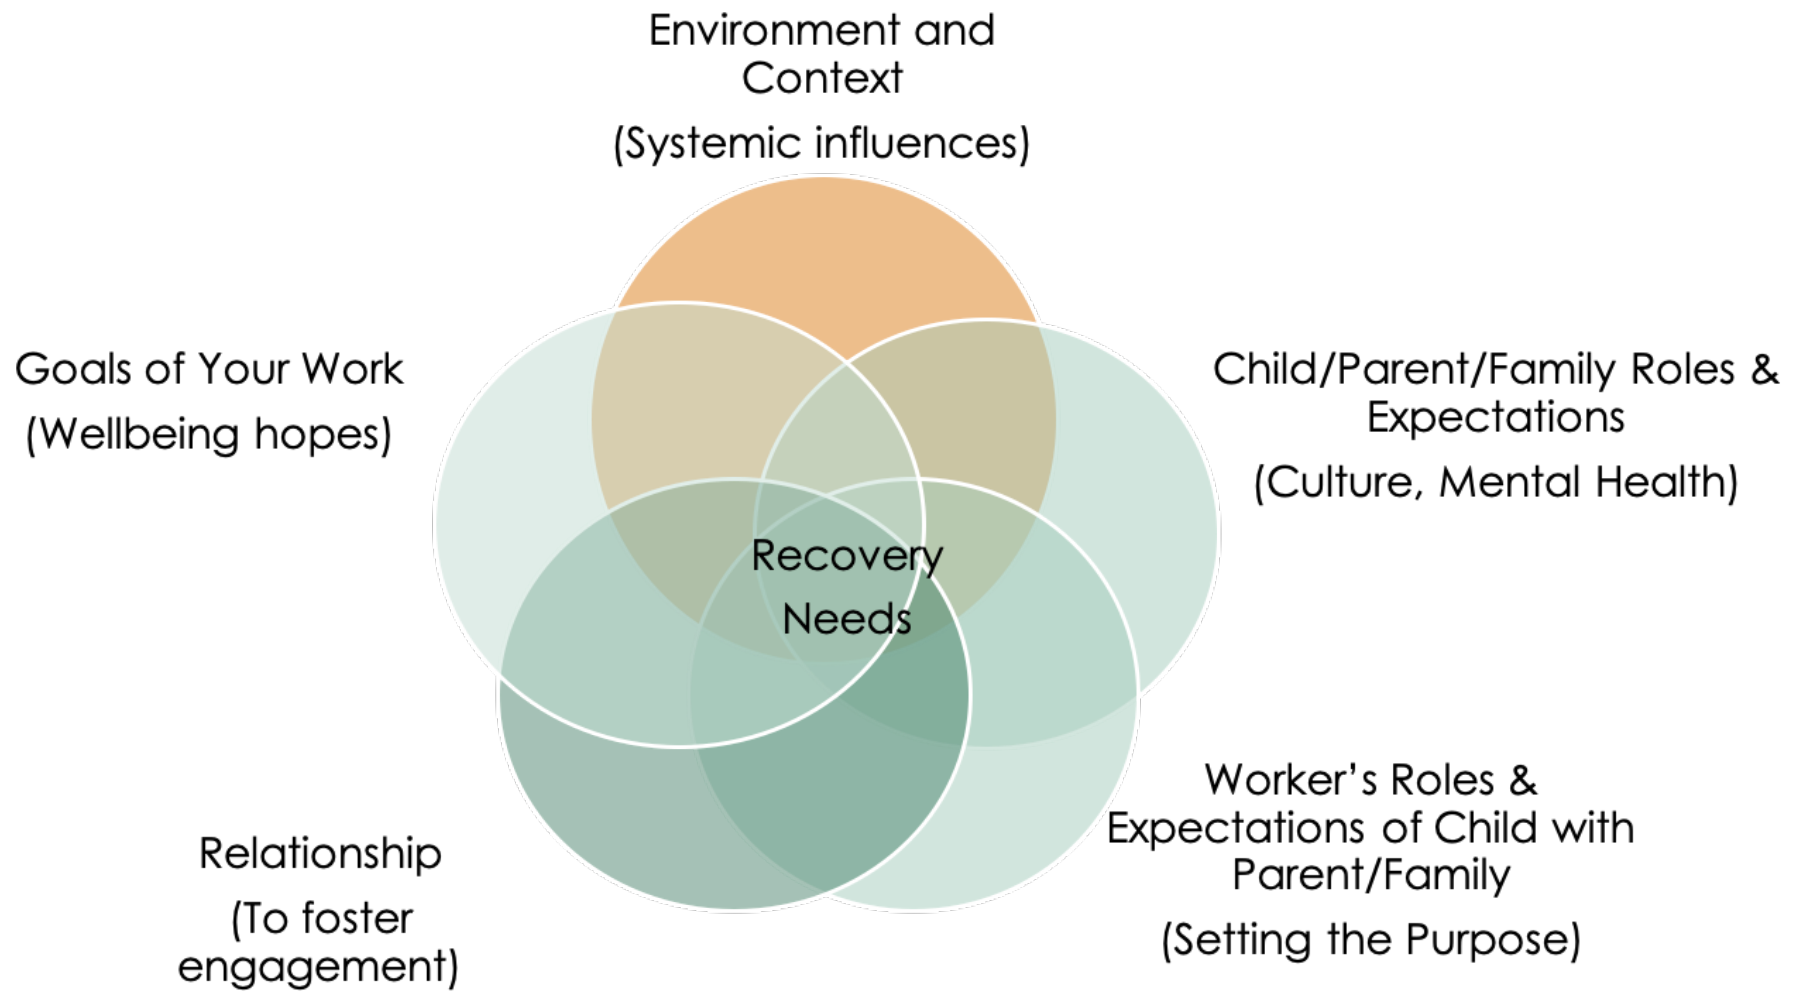 Environment and
Context
(Systemic influences)
Goals of Your Work
(Wellbeing hopes)
Child/Parent/Family Roles &
Expectations
(Culture, Mental Health)
Recovery
Needs
Worker’s Roles &
Expectations of Child with
Parent/Family
(Setting the Purpose)
Relationship
(To foster
engagement)